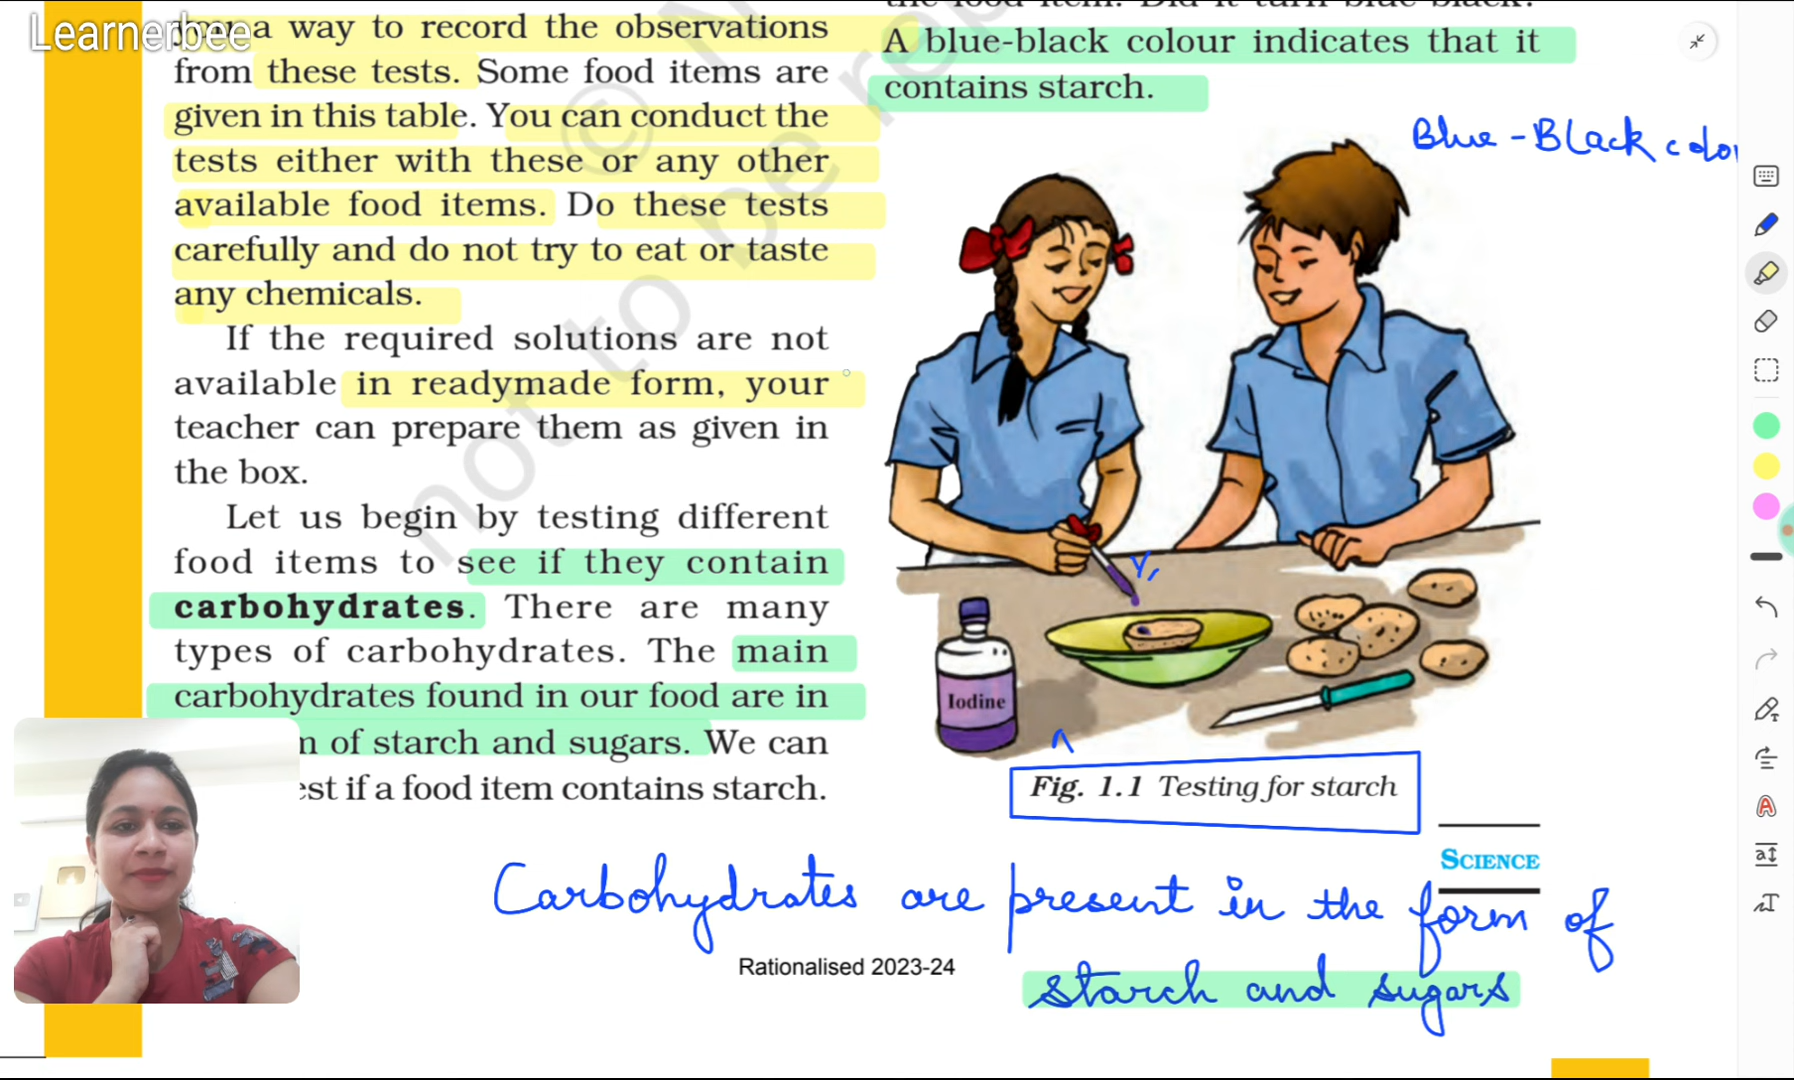 Learnerbee
a way to record the observations
from these tests. Some food items are
given in this table. You can conduct the
tests either with these or any other
available food items. Do these tests
carefully and do not try to eat or taste
any chemicals.
If the required solutions are not
available in readymade form, your
teacher can prepare them as given in
the box.
Let us begin by testing different
food items to see if they contain
carbohydrates. There are many
types of carbohydrates. The main
carbohydrates found in our food are in
of starch and sugars. We can
if a food item contains starch.
A blue-black colour indicates that it
contains starch.
Blue-Black color
Iodine
Fig. 1.1 Testing for starch
SCIENCE
Carbohydrates are present in the form of
starch and sugars
Rationalised 2023-24
© N
not to be rep